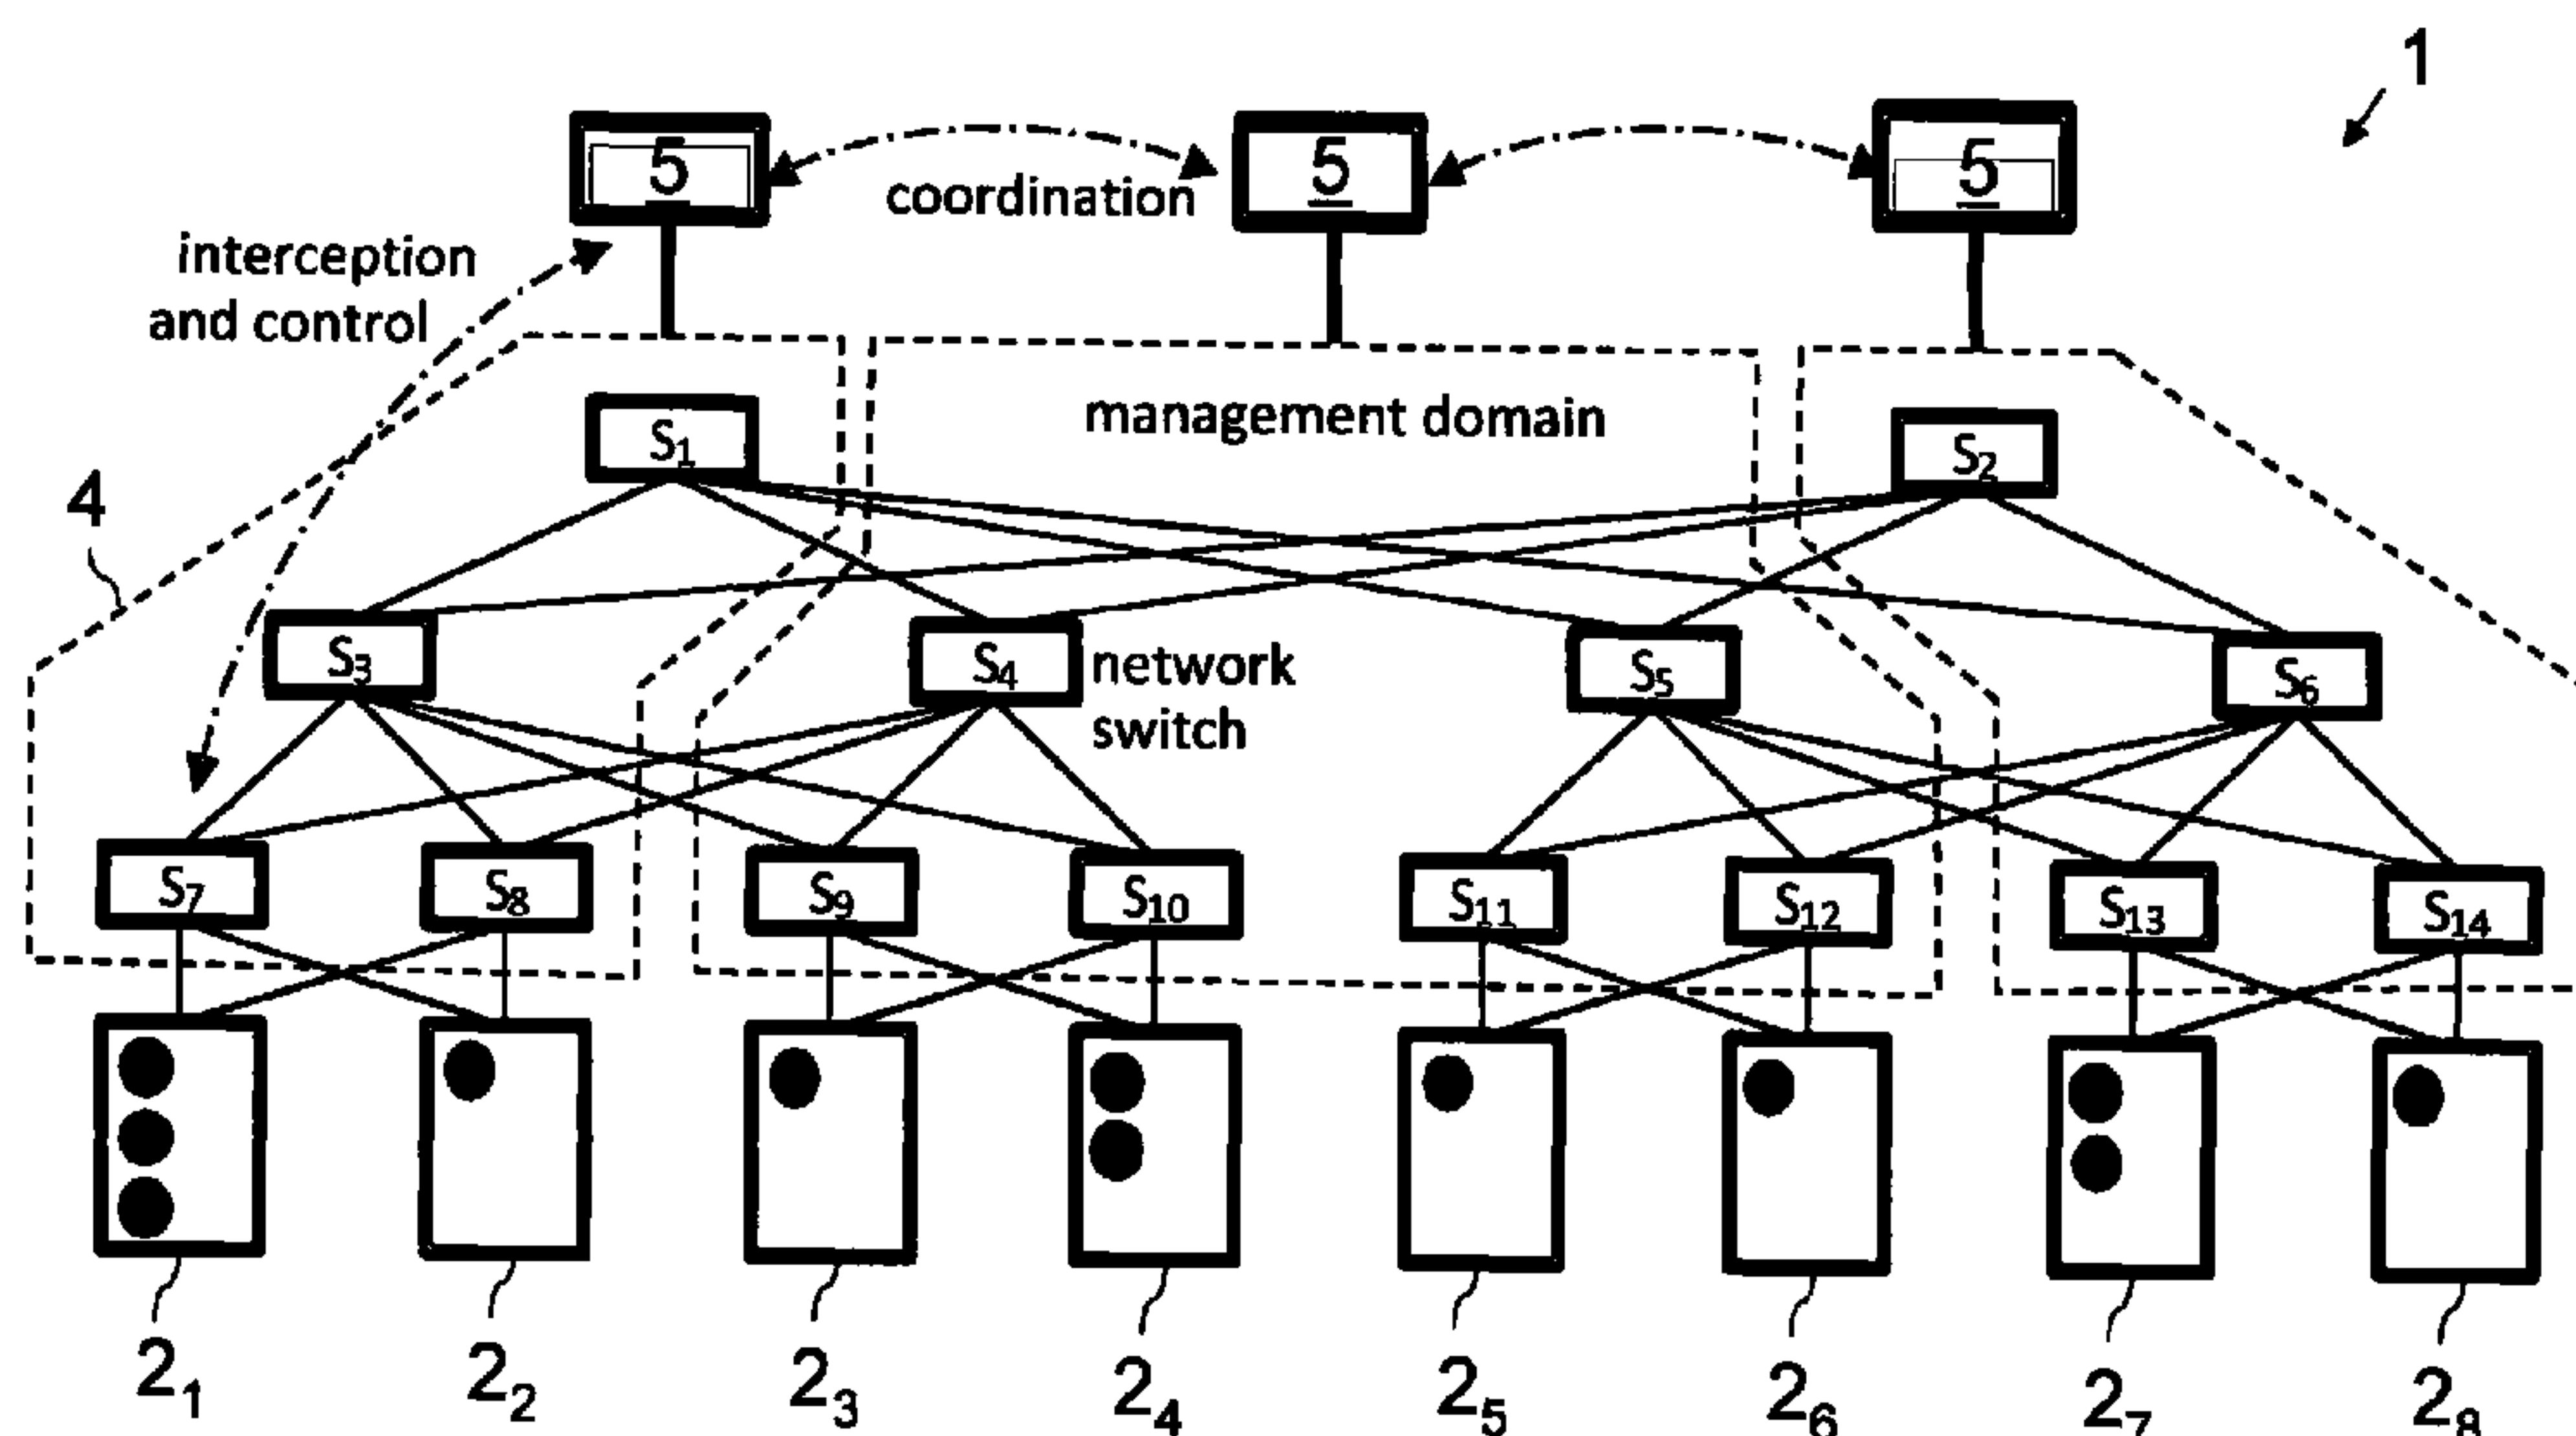 1
5
5
5
coordination
interception
and control
management domain
S₁
S₂
4
S₃
S₄
network
switch
S₅
S₆
S₇
S₈
S₉
S₁₀
S₁₁
S₁₂
S₁₃
S₁₄
2₁
2₂
2₃
2₄
2₅
2₆
2₇
2₈